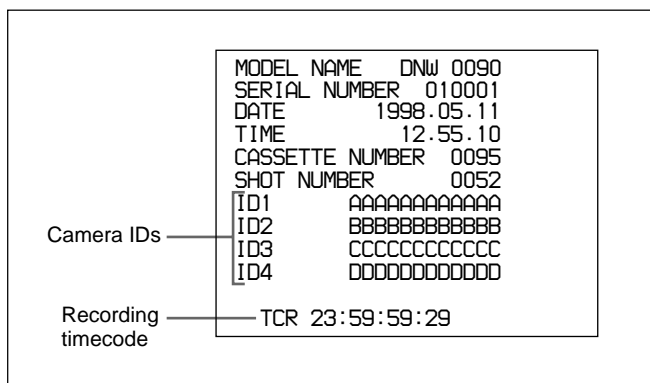 MODEL NAME DNW 0090
SERIAL NUMBER 010001
DATE 1998.05.11
TIME 12.55.10
CASSETTE NUMBER 0095
SHOT NUMBER 0052
ID1 AAAAAAAAAAAA
ID2 BBBBBBBBBBBB
ID3 CCCCCCCCCCCC
ID4 DDDDDDDDDDDD
Camera IDs
TCR 23:59:59:29
Recording
timecode